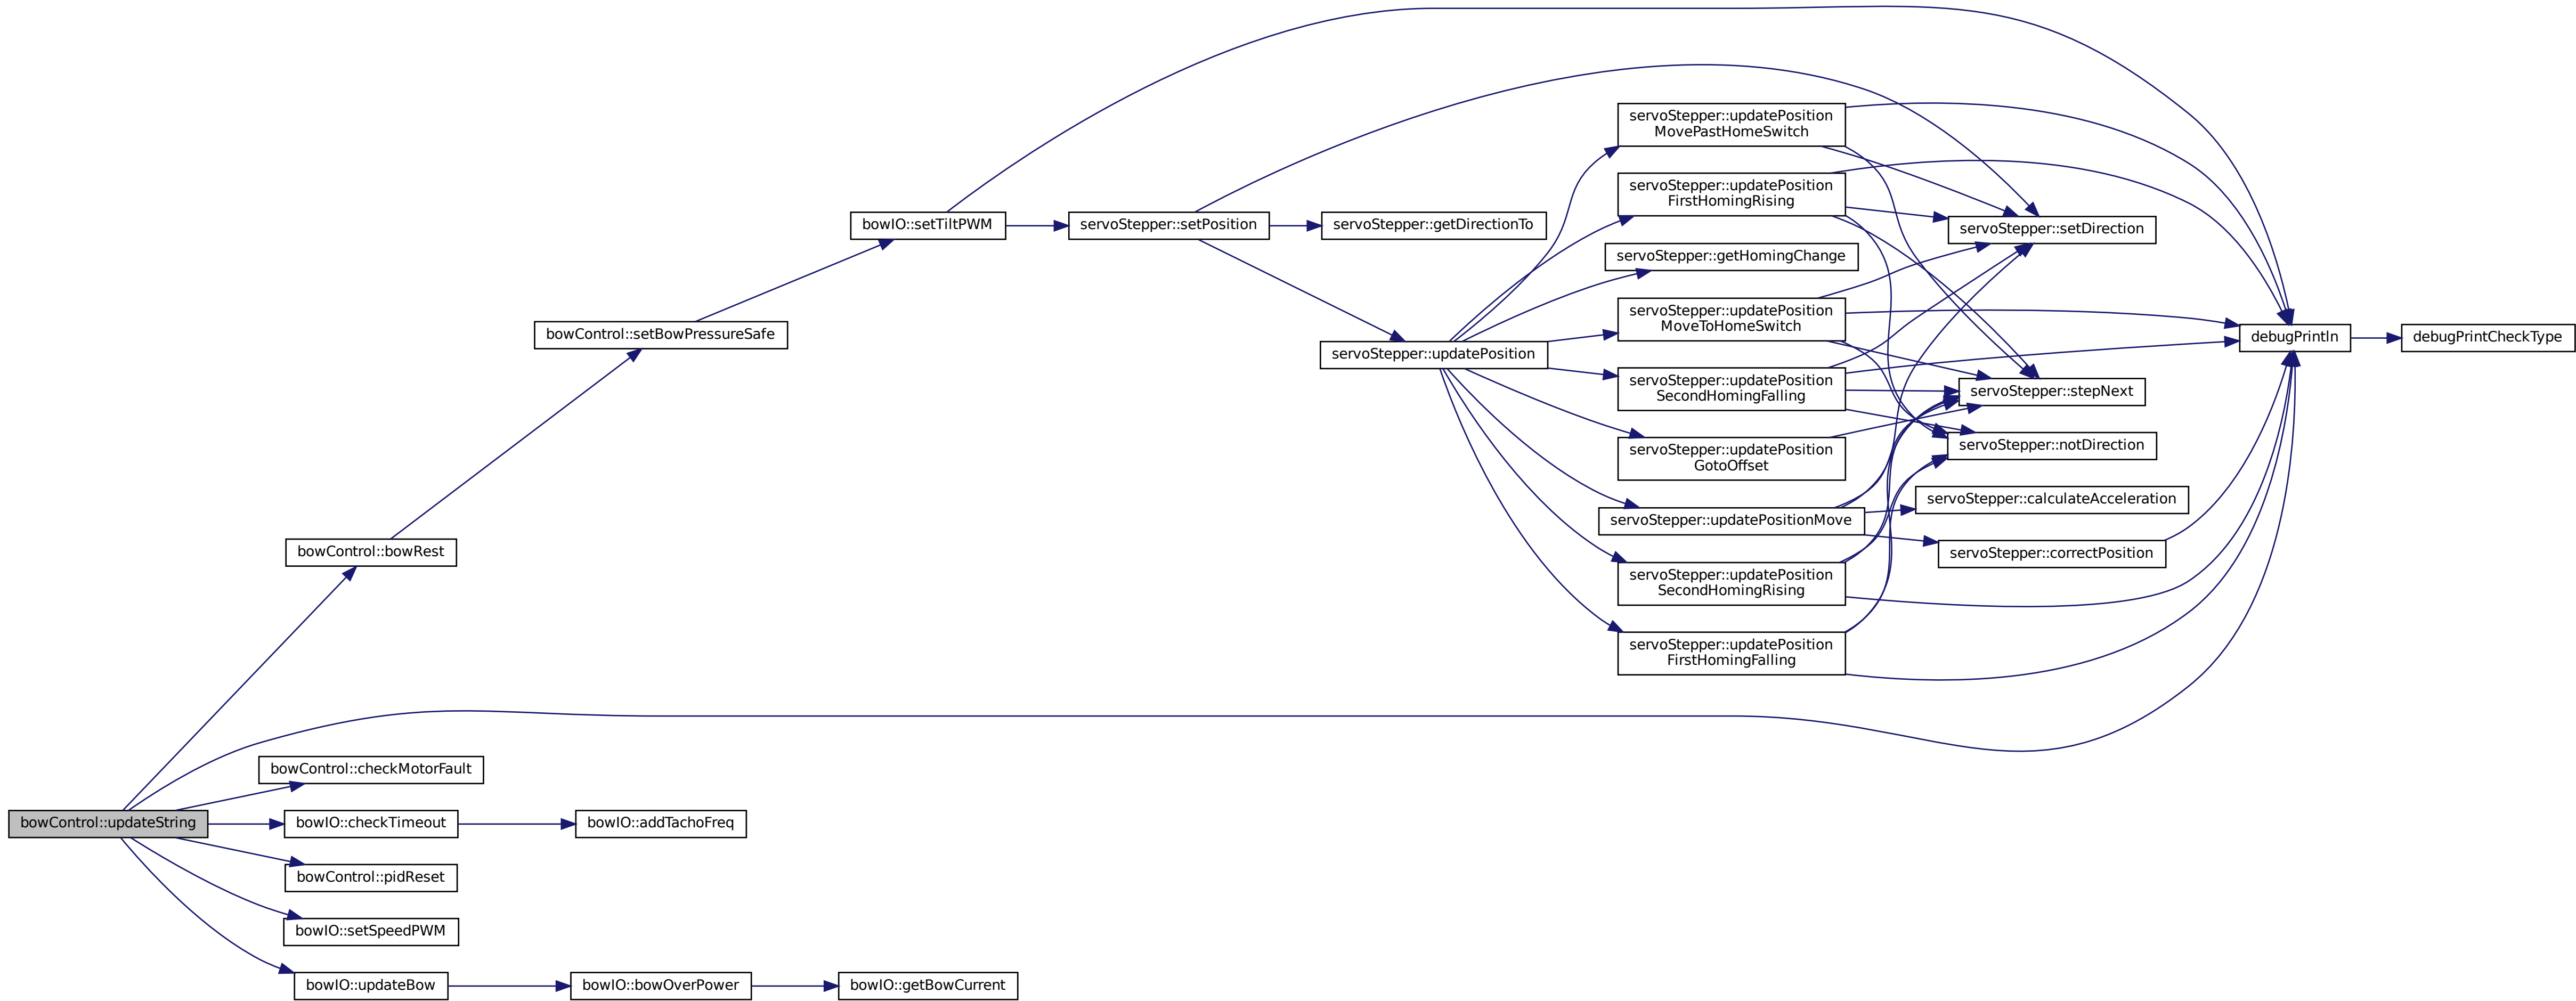 servoStepper::updatePosition
MovePastHomeSwitch
servoStepper::updatePosition
FirstHomingRising
bowIO::setTiltPWM
servoStepper::setPosition
servoStepper::getDirectionTo
servoStepper::setDirection
servoStepper::getHomingChange
servoStepper::updatePosition
MoveToHomeSwitch
bowControl::setBowPressureSafe
debugPrintln
debugPrintCheckType
servoStepper::updatePosition
servoStepper::updatePosition
SecondHomingFalling
servoStepper::stepNext
servoStepper::updatePosition
GotoOffset
servoStepper::notDirection
servoStepper::calculateAcceleration
servoStepper::updatePositionMove
bowControl::bowRest
servoStepper::correctPosition
servoStepper::updatePosition
SecondHomingRising
servoStepper::updatePosition
FirstHomingFalling
bowControl::checkMotorFault
bowControl::updateString
bowIO::checkTimeout
bowIO::addTachoFreq
bowControl::pidReset
bowIO::setSpeedPWM
bowIO::updateBow
bowIO::bowOverPower
bowIO::getBowCurrent